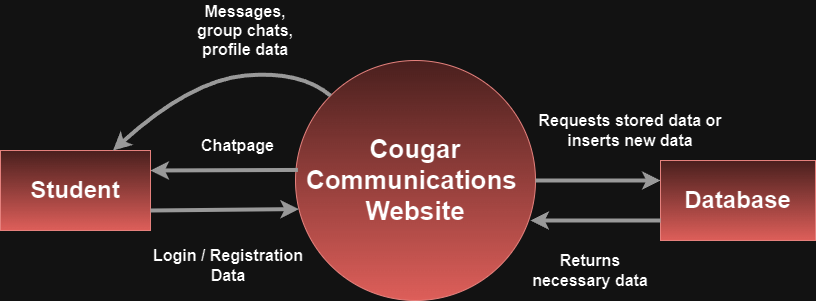 Messages,
group chats,
profile data
Chatpage
Student
Login / Registration
Data
Cougar
Communications
Website
Requests stored data or
inserts new data
Database
Returns
necessary data